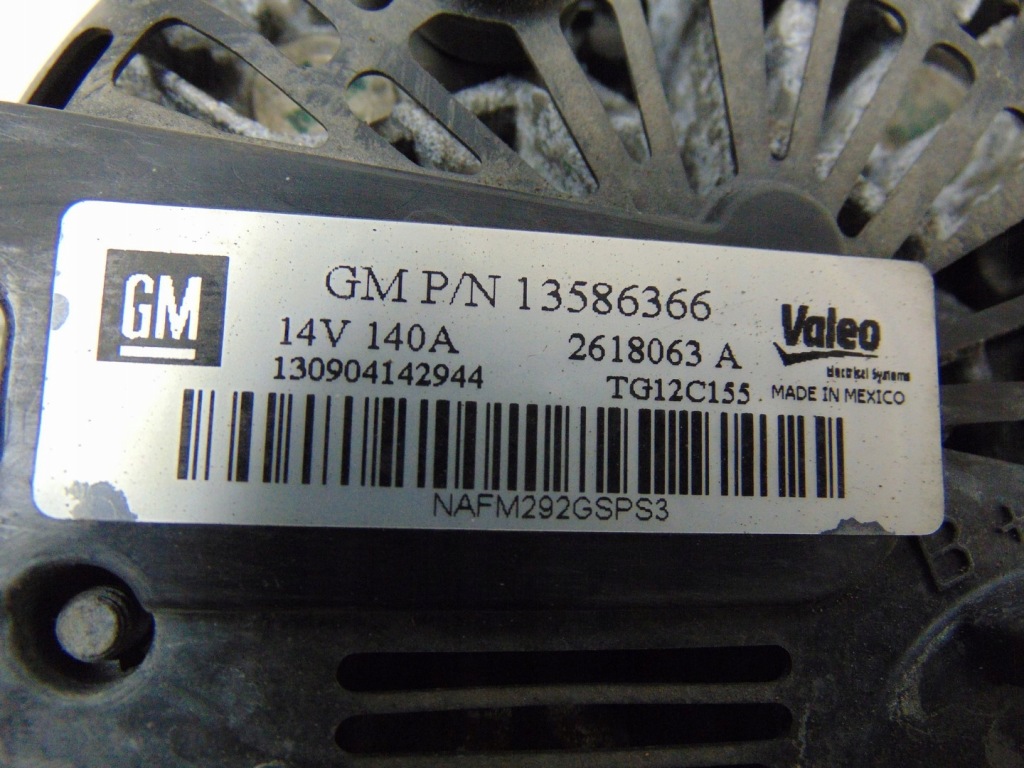 GM
GM P/N 13586366
14V 140A
2618063 A
130904142944
TG12C155
Valeo
Electrical Systems
MADE IN MEXICO
NAFM292GSPS3
B +